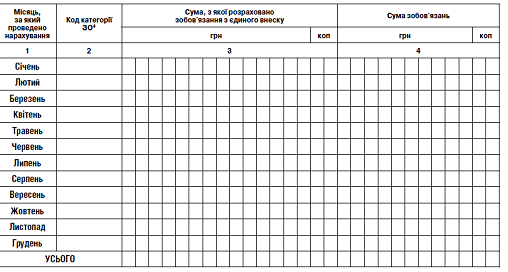 Місяць,
за який
проведено
нарахування
Код категорії
ЗО⁴
Сума, з якої розраховано
зобов'язання з єдиного внеску
Сума зобов'язань
грн коп грн коп
1 2 3 4
Січень
Лютий
Березень
Квітень
Травень
Червень
Липень
Серпень
Вересень
Жовтень
Листопад
Грудень
УСЬОГО